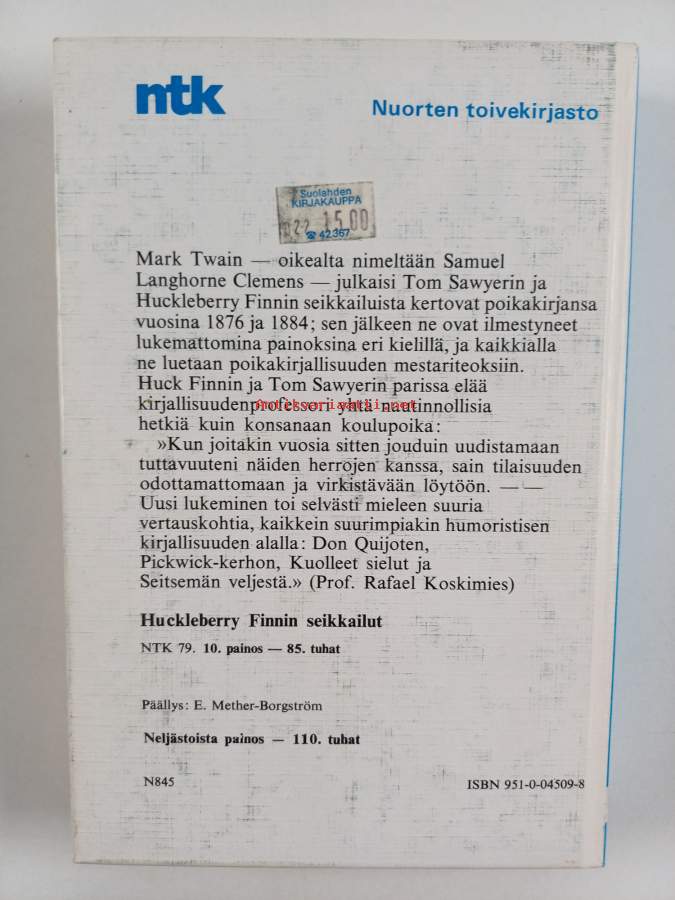 ntk
Nuorten toivekirjasto
Suolahden
KIRJAKAUPPA
15.00
☎ 42 367
Mark Twain — oikealta nimeltään Samuel
Langhorne Clemens — julkaisi Tom Sawyerin ja
Huckleberry Finnin seikkailuista kertovat poikakirjansa
vuosina 1876 ja 1884; sen jälkeen ne ovat ilmestyneet
lukemattomina painoksina eri kielillä, ja kaikkialla
ne luetaan poikakirjallisuuden mestariteoksiin.
Huck Finnin ja Tom Sawyerin parissa elää
kirjallisuudenprofessori yhtä nautinnollisia
Antikvariaatti.net
hetkiä kuin konsanaan koulupoika:
»Kun joitakin vuosia sitten jouduin uudistamaan
tuttavuuteni näiden herrojen kanssa, sain tilaisuuden
odottamattomaan ja virkistävään löytöön. — —
Uusi lukeminen toi selvästi mieleen suuria
vertauskohtia, kaikkein suurimpiakin humoristisen
kirjallisuuden alalla: Don Quijoten,
Pickwick-kerhon, Kuolleet sielut ja
Seitsemän veljestä.» (Prof. Rafael Koskimies)
Huckleberry Finnin seikkailut
NTK 79. 10. painos — 85. tuhat
Päällys: E. Mether-Borgström
Neljästoista painos — 110. tuhat
N845
ISBN 951-0-04509-8